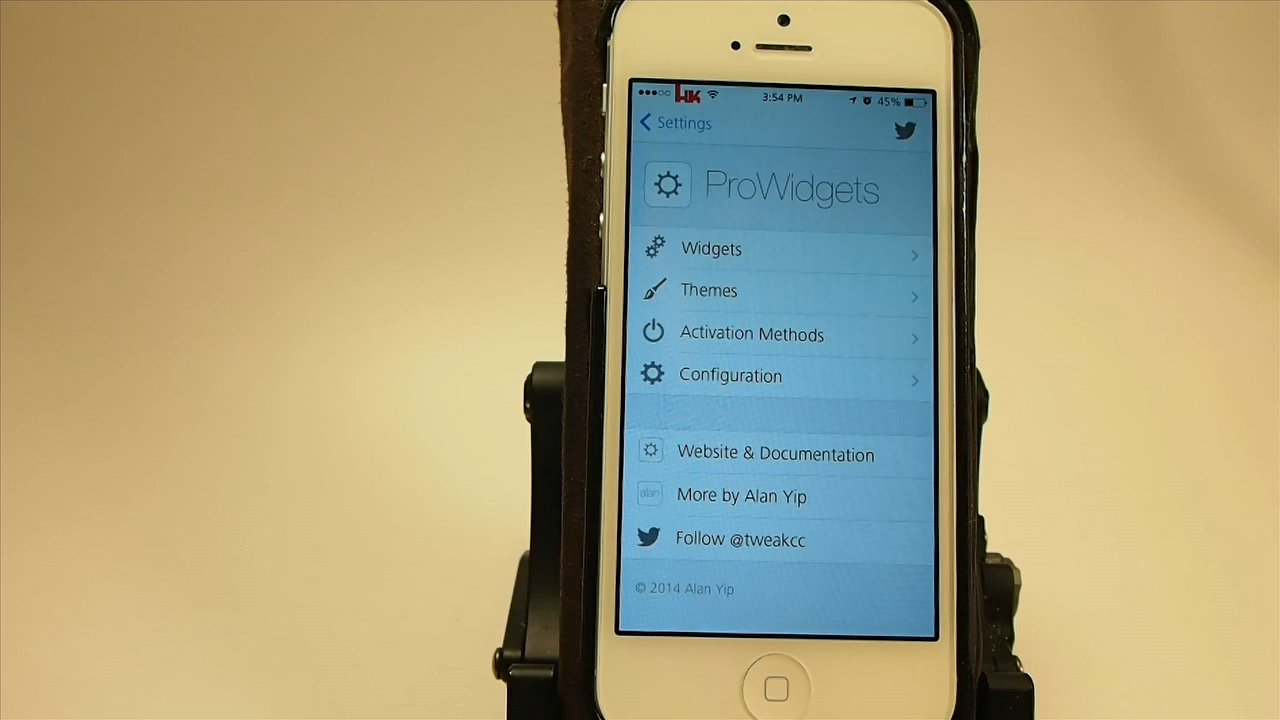 HK 3:54 PM 45%
Settings
ProWidgets
Widgets
Themes
Activation Methods
Configuration
Website & Documentation
More by Alan Yip
Follow @tweakcc
© 2014 Alan Yip